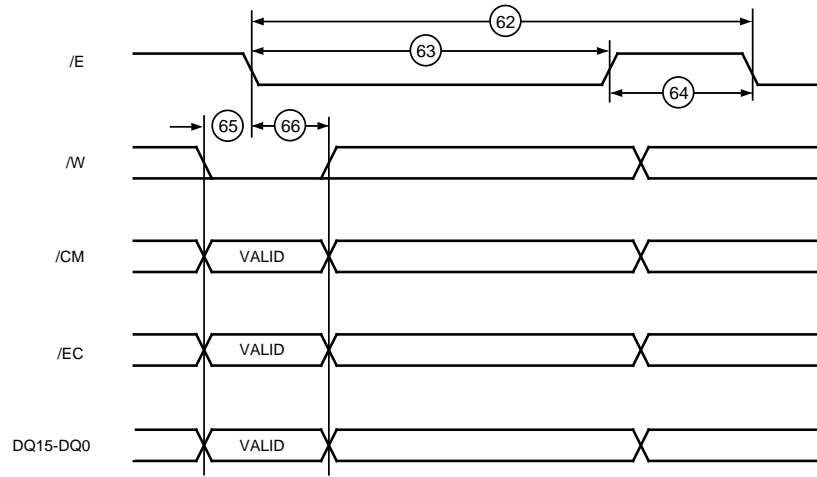 62
/E
63
64
65
66
/W
/CM
VALID
/EC
VALID
DQ15-DQ0
VALID